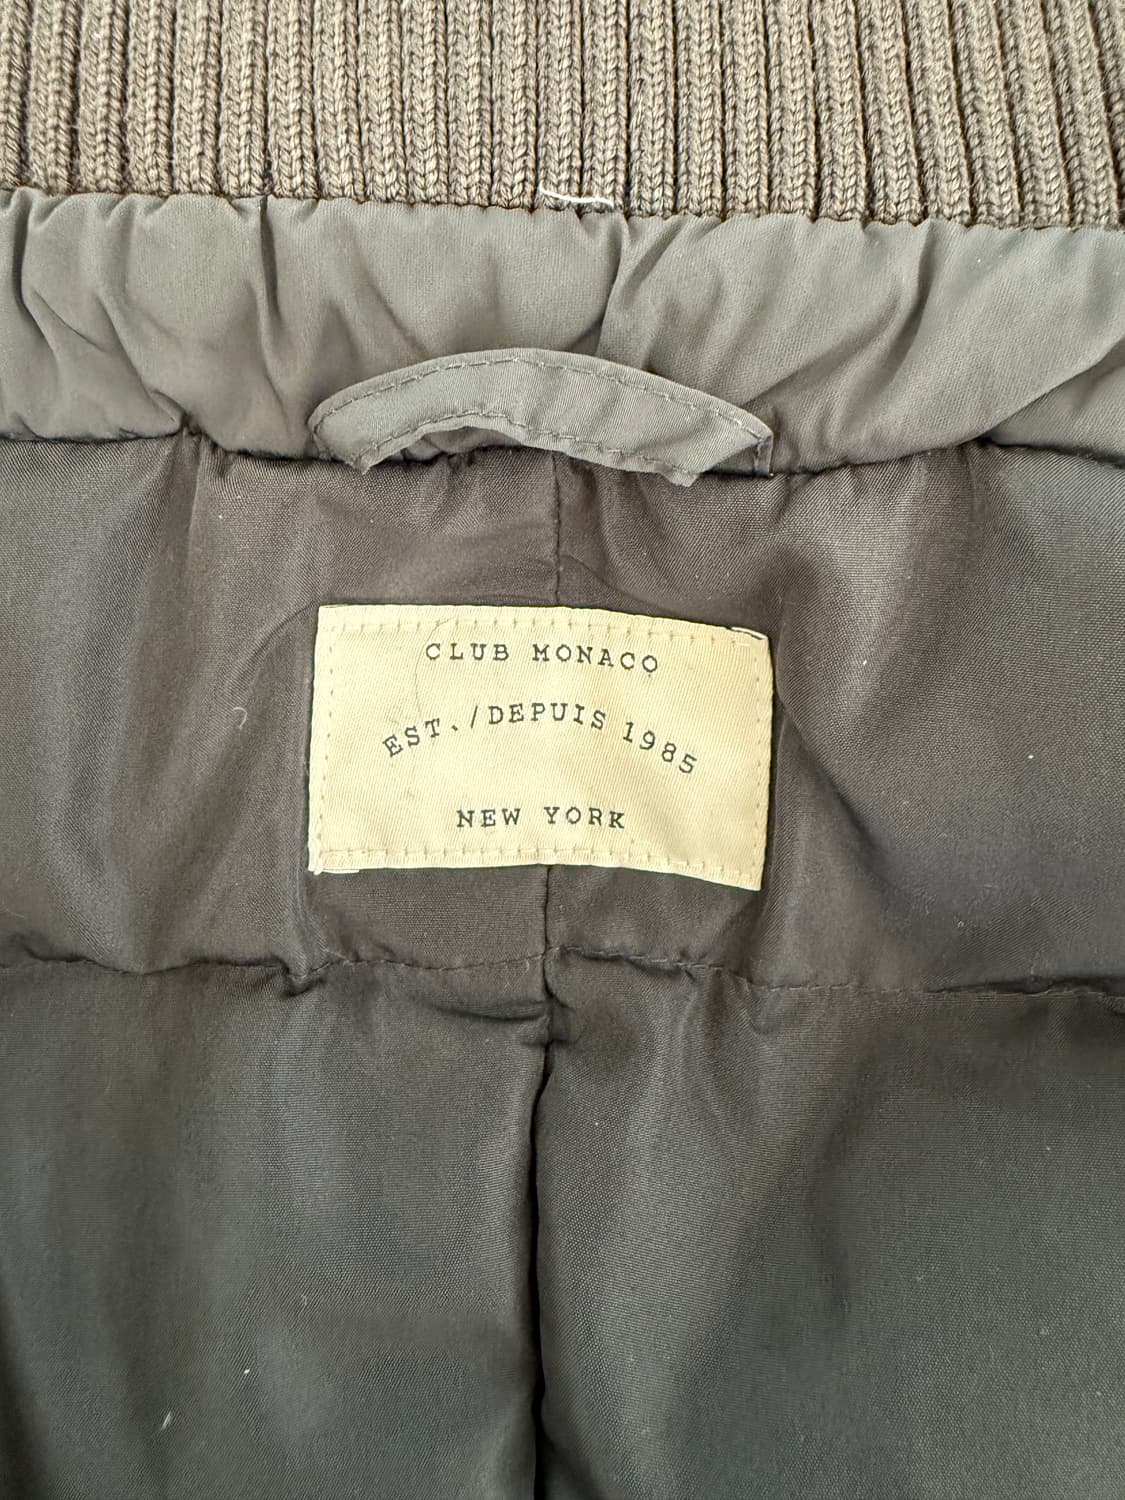 CLUB MONACO
EST./DEPUIS 1985
NEW YORK